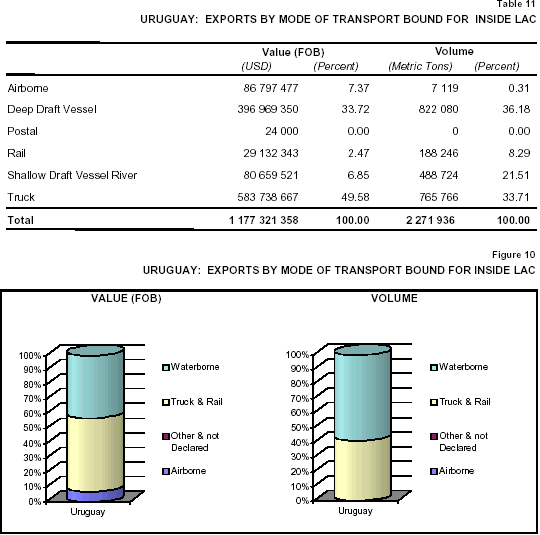 Table 11
URUGUAY: EXPORTS BY MODE OF TRANSPORT BOUND FOR INSIDE LAC
Value (FOB) Volume
(USD) (Percent) (Metric Tons) (Percent)
Airborne 86 797 477 7.37 7 119 0.31
Deep Draft Vessel 396 969 350 33.72 822 080 36.18
Postal 24 000 0.00 0 0.00
Rail 29 132 343 2.47 188 246 8.29
Shallow Draft Vessel River 80 659 521 6.85 488 724 21.51
Truck 583 738 667 49.58 765 766 33.71
Total 1 177 321 358 100.00 2 271 936 100.00
Figure 10
URUGUAY: EXPORTS BY MODE OF TRANSPORT BOUND FOR INSIDE LAC
VALUE (FOB)
100%
90%
80%
70%
60%
50%
40%
30%
20%
10%
0%
Uruguay
Waterborne
Truck & Rail
Other & not
Declared
Airborne
VOLUME
100%
90%
80%
70%
60%
50%
40%
30%
20%
10%
0%
Uruguay
Waterborne
Truck & Rail
Other & not
Declared
Airborne